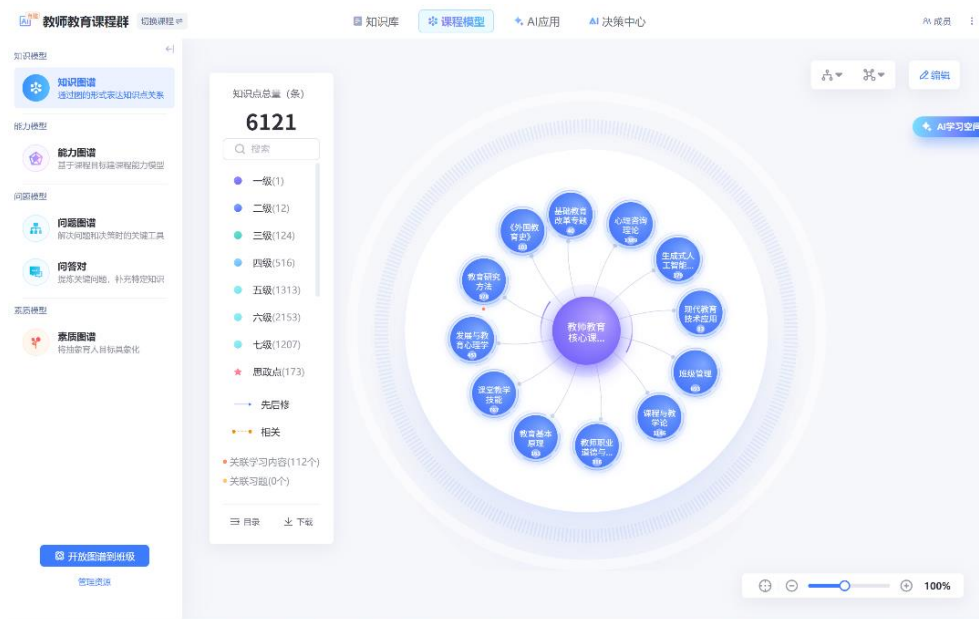 教师教育课程群
切换课程
知识库
课程模型
AI应用
决策中心
成员
知识模型
知识图谱
通过图的形式表达知识点关系
能力模型
能力图谱
基于课程目标建课程能力模型
问题模型
问题图谱
解决问题和决策时的关键工具
问答对
提炼关键问题、补充特定知识
素质模型
素质图谱
将抽象育人目标具象化
开放图谱到班级
管理资源
知识点总量（条）
6121
搜索
一级(1)
二级(12)
三级(124)
四级(516)
五级(1313)
六级(2153)
七级(1207)
思政点(173)
先后修
相关
关联学习内容(112个)
关联习题(0个)
目录
下载
编辑
AI学习空间
基础教育
改革专题
心理咨询
理论
生成式人
工智能...
现代教育
技术应用
班级管理
课程与教
学论
教师职业
道德与...
教育基本
原理
课堂教学
技能
发展与教
育心理学
教育研究
方法
《外国教
育史》
教师教育
核心课...
100%